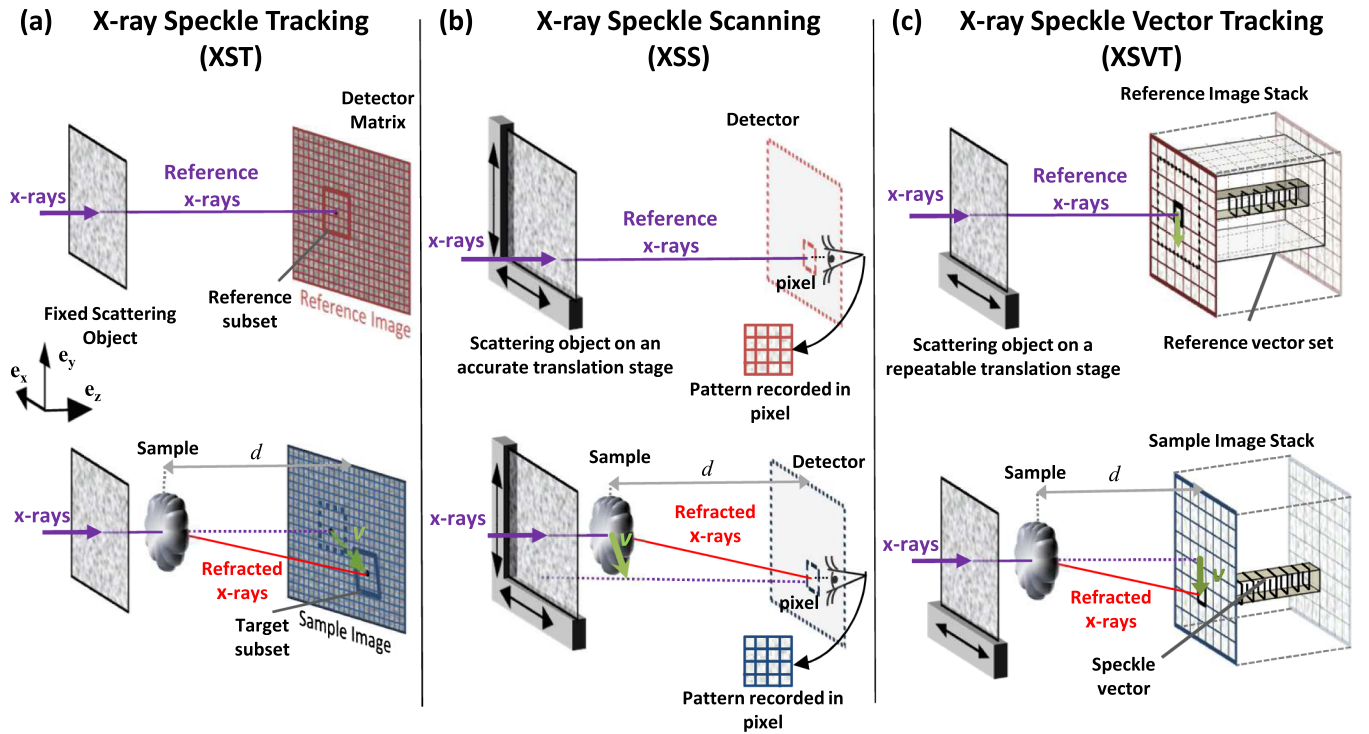 (a) X-ray Speckle Tracking
(XST)
Detector
Matrix
Reference
x-rays
x-rays
Reference
subset
Reference Image
Fixed Scattering
Object
e_y
e_x
e_z
Sample
d
x-rays
v
Refracted
x-rays
Target
subset
Sample Image
(b) X-ray Speckle Scanning
(XSS)
Detector
Reference
x-rays
x-rays
pixel
Scattering object on an
accurate translation stage
Pattern recorded in
pixel
Sample
d
Detector
x-rays
Refracted
x-rays
v
pixel
Pattern recorded in
pixel
(c) X-ray Speckle Vector Tracking
(XSVT)
Reference Image Stack
Reference
x-rays
x-rays
Scattering object on a
repeatable translation stage
Reference vector set
Sample Image Stack
Sample
d
x-rays
v
Refracted
x-rays
Speckle
vector